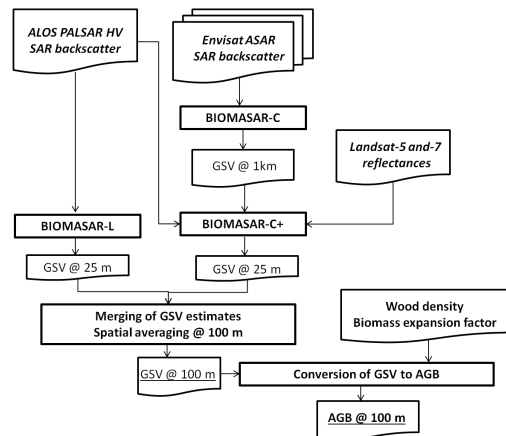 ALOS PALSAR HV
SAR backscatter
Envisat ASAR
SAR backscatter
BIOMASAR-C
GSV @ 1km
Landsat-5 and-7
reflectances
BIOMASAR-L
BIOMASAR-C+
GSV @ 25 m
GSV @ 25 m
Merging of GSV estimates
Spatial averaging @ 100 m
Wood density
Biomass expansion factor
GSV @ 100 m
Conversion of GSV to AGB
AGB @ 100 m